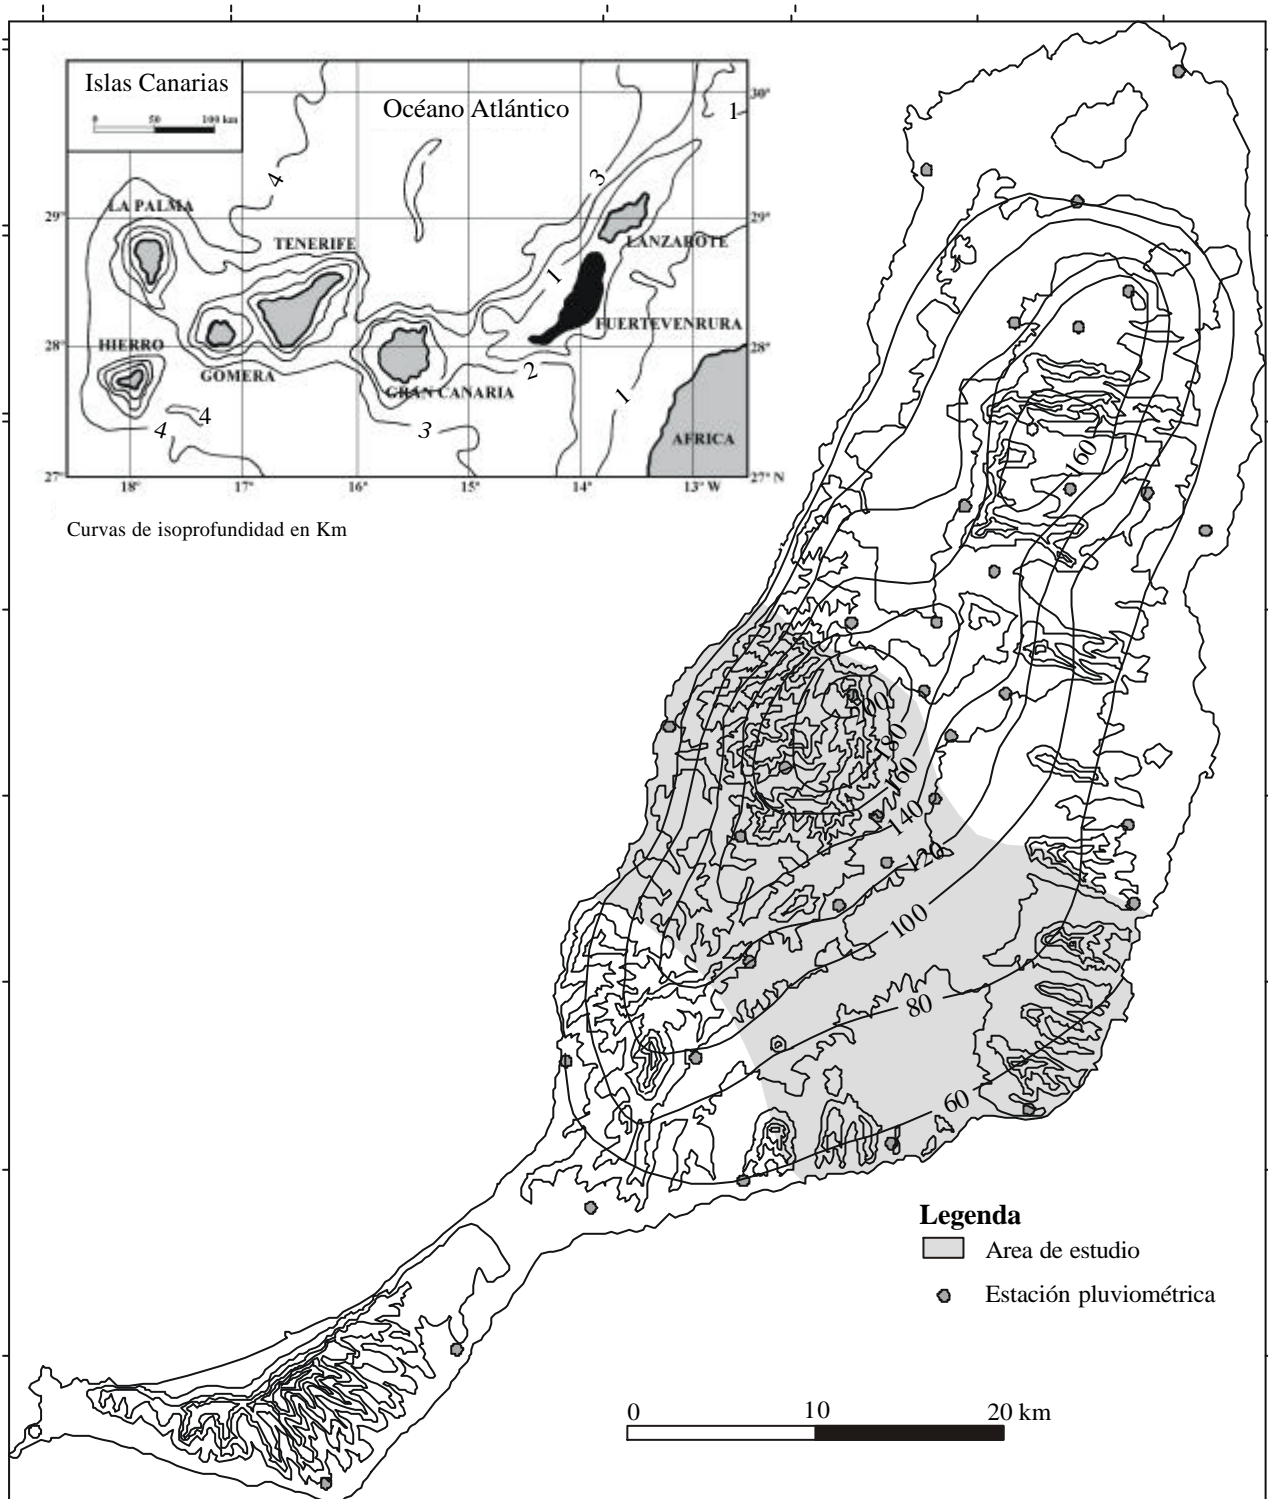 Islas Canarias
0 50 100 km
Océano Atlántico
1
30°
4
3
LA PALMA
29°
29°
TENERIFE
LANZAROTE
1
FUERTEVENRURA
HIERRO
28°
28°
GOMERA
2
GRAN CANARIA
1
4
4
3
AFRICA
27°
27° N
18°
17°
16°
15°
14°
13° W
Curvas de isoprofundidad en Km
160
200
180
160
140
120
100
80
60
Legenda
Area de estudio
Estación pluviométrica
0 10 20 km